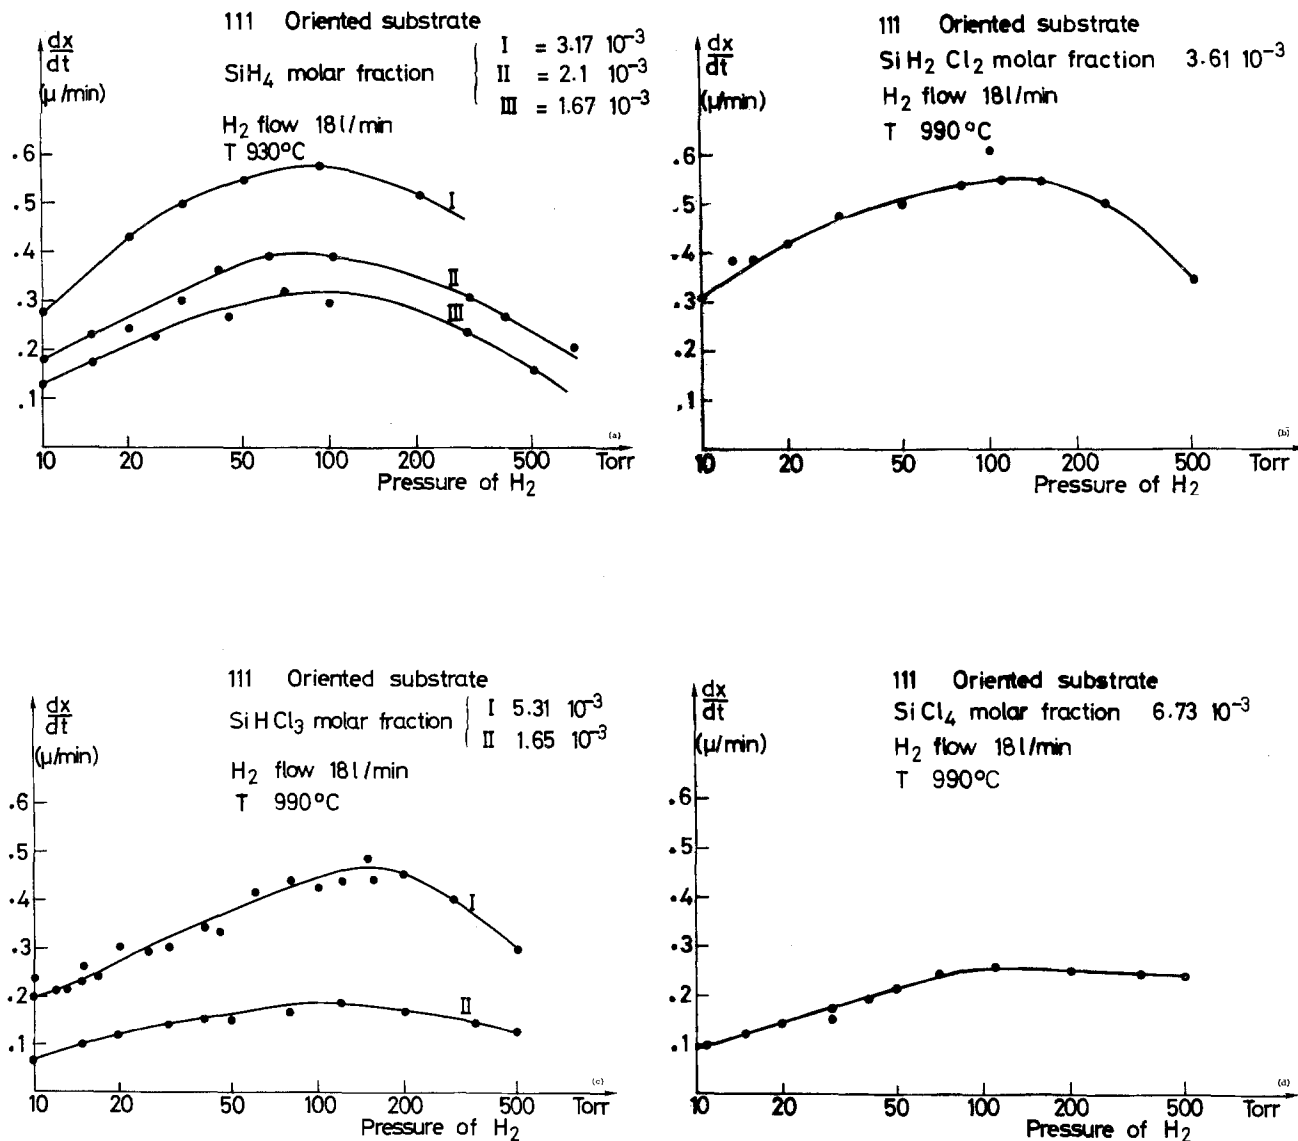 111 Oriented substrate
dx
dt
(μ/min)
SiH4 molar fraction
I = 3.17 10-3
II = 2.1 10-3
III = 1.67 10-3
H2 flow 18l/min
T 930°C
.6
.5
.4
.3
.2
.1
I
II
III
(a)
10 20 50 100 200 500 Torr
Pressure of H2
111 Oriented substrate
dx
dt
(μ/min)
SiH2 Cl2 molar fraction 3.61 10-3
H2 flow 18l/min
T 990°C
.6
.5
.4
.3
.2
.1
(b)
10 20 50 100 200 500 Torr
Pressure of H2
111 Oriented substrate
dx
dt
(μ/min)
SiHCl3 molar fraction
I 5.31 10-3
II 1.65 10-3
H2 flow 18l/min
T 990°C
.6
.5
.4
.3
.2
.1
I
II
(c)
10 20 50 100 200 500 Torr
Pressure of H2
111 Oriented substrate
dx
dt
(μ/min)
SiCl4 molar fraction 6.73 10-3
H2 flow 18l/min
T 990°C
.6
.5
.4
.3
.2
.1
(d)
10 20 50 100 200 500 Torr
Pressure of H2